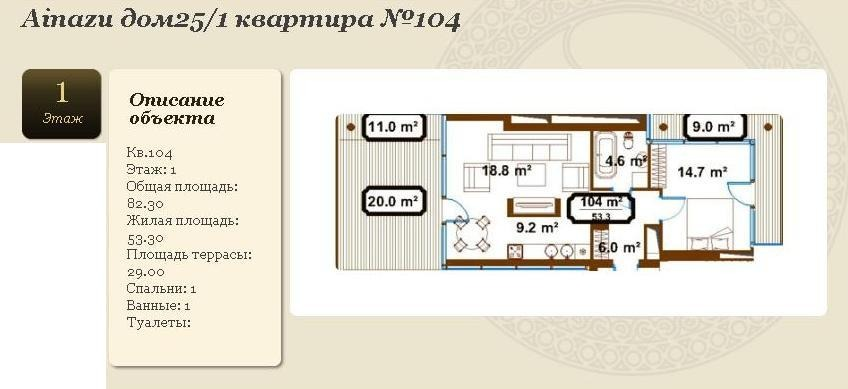 Ainazu дом25/1 квартира №104
1
Этаж
Описание
объекта
Кв.104
Этаж: 1
Общая площадь:
82.30
Жилая площадь:
53.30
Площадь террасы:
29.00
Спальни: 1
Ванные: 1
Туалеты:
11.0 m²
9.0 m²
4.6 m²
18.8 m²
14.7 m²
20.0 m²
104 m²
53.3
9.2 m²
6.0 m²